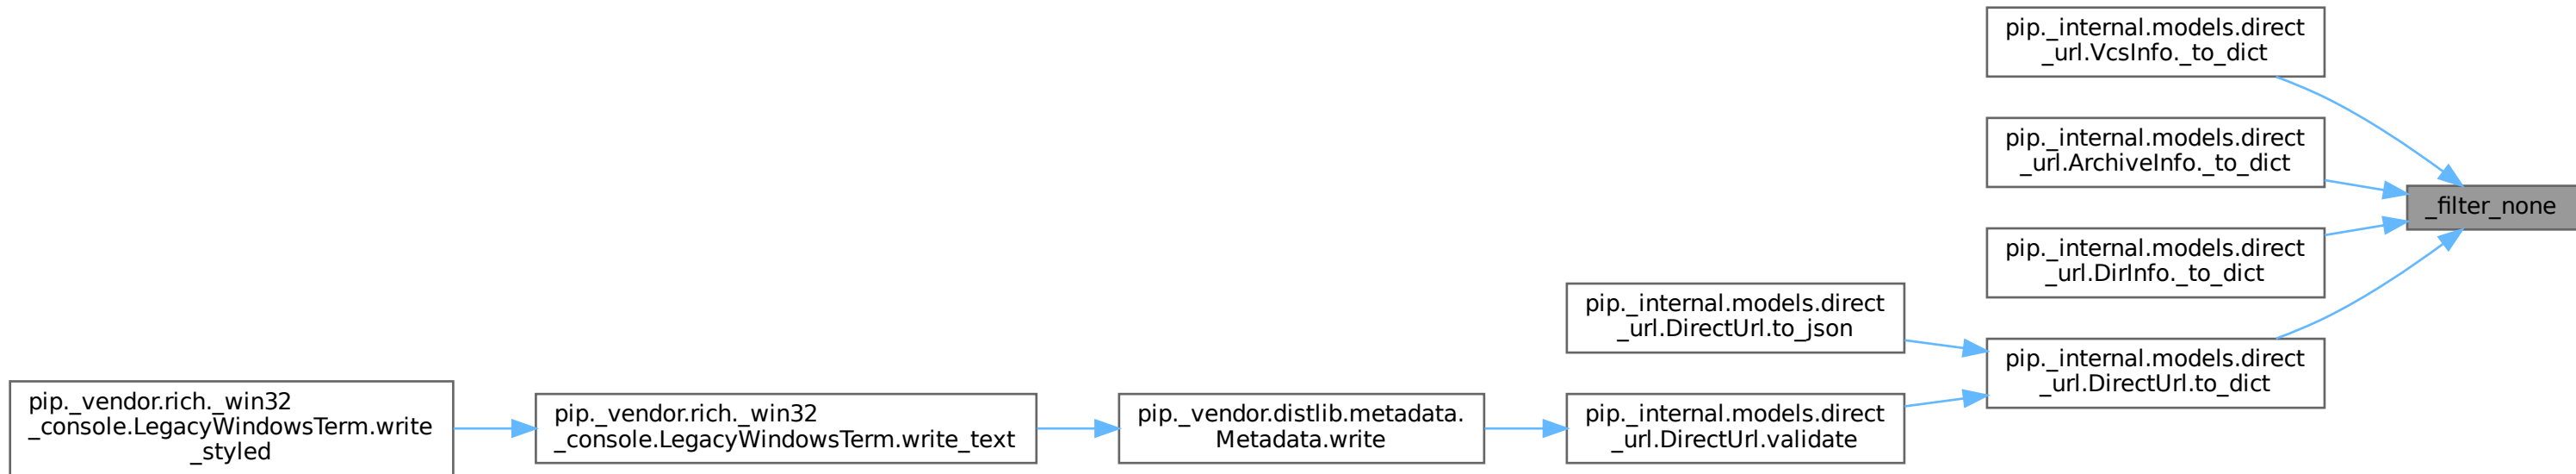 pip._internal.models.direct
_url.VcsInfo._to_dict
pip._internal.models.direct
_url.ArchiveInfo._to_dict
_filter_none
pip._internal.models.direct
_url.DirInfo._to_dict
pip._internal.models.direct
_url.DirectUrl.to_json
pip._internal.models.direct
_url.DirectUrl.to_dict
pip._vendor.rich._win32
_console.LegacyWindowsTerm.write
_styled
pip._vendor.rich._win32
_console.LegacyWindowsTerm.write_text
pip._vendor.distlib.metadata.
Metadata.write
pip._internal.models.direct
_url.DirectUrl.validate